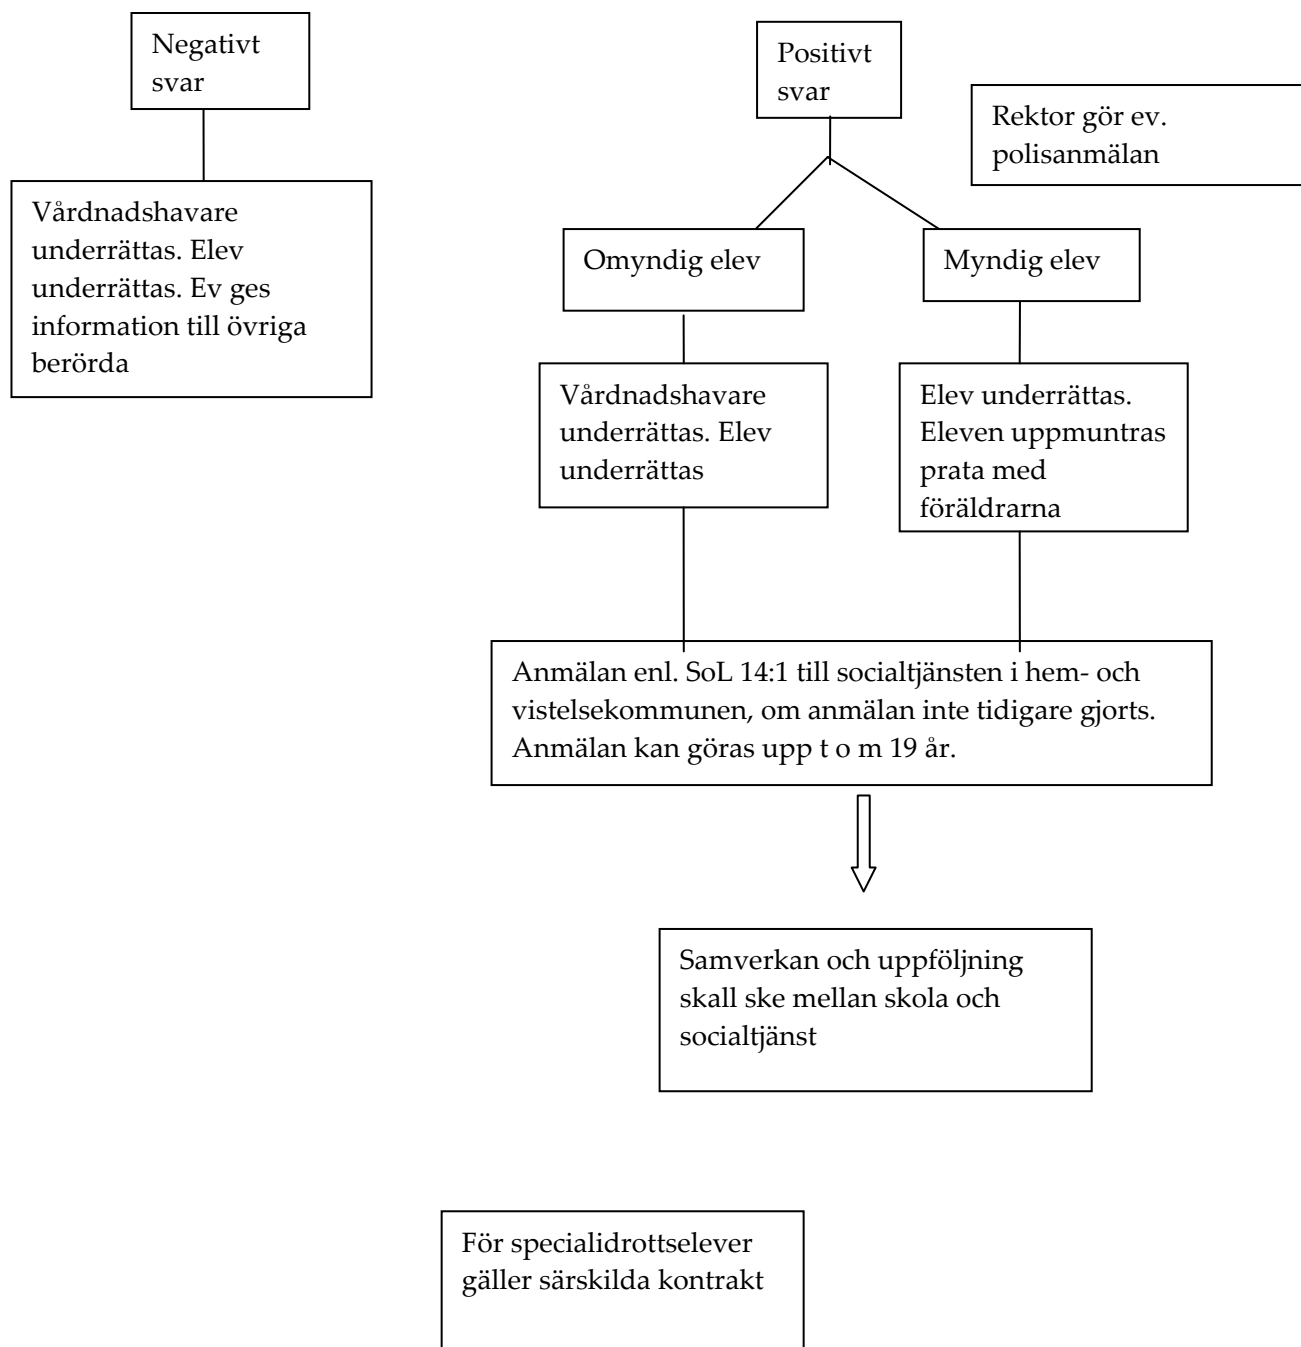 Negativt
svar
Positivt
svar
Rektor gör ev.
polisanmälan
Vårdnadshavare
underrättas. Elev
underrättas. Ev ges
information till övriga
berörda
Omyndig elev
Myndig elev
Vårdnadshavare
underrättas. Elev
underrättas
Elev underrättas.
Eleven uppmuntras
prata med
föräldrarna
Anmälan enl. SoL 14:1 till socialtjänsten i hem- och
vistelsekommunen, om anmälan inte tidigare gjorts.
Anmälan kan göras upp t o m 19 år.
Samverkan och uppföljning
skall ske mellan skola och
socialtjänst
För specialidrottselever
gäller särskilda kontrakt